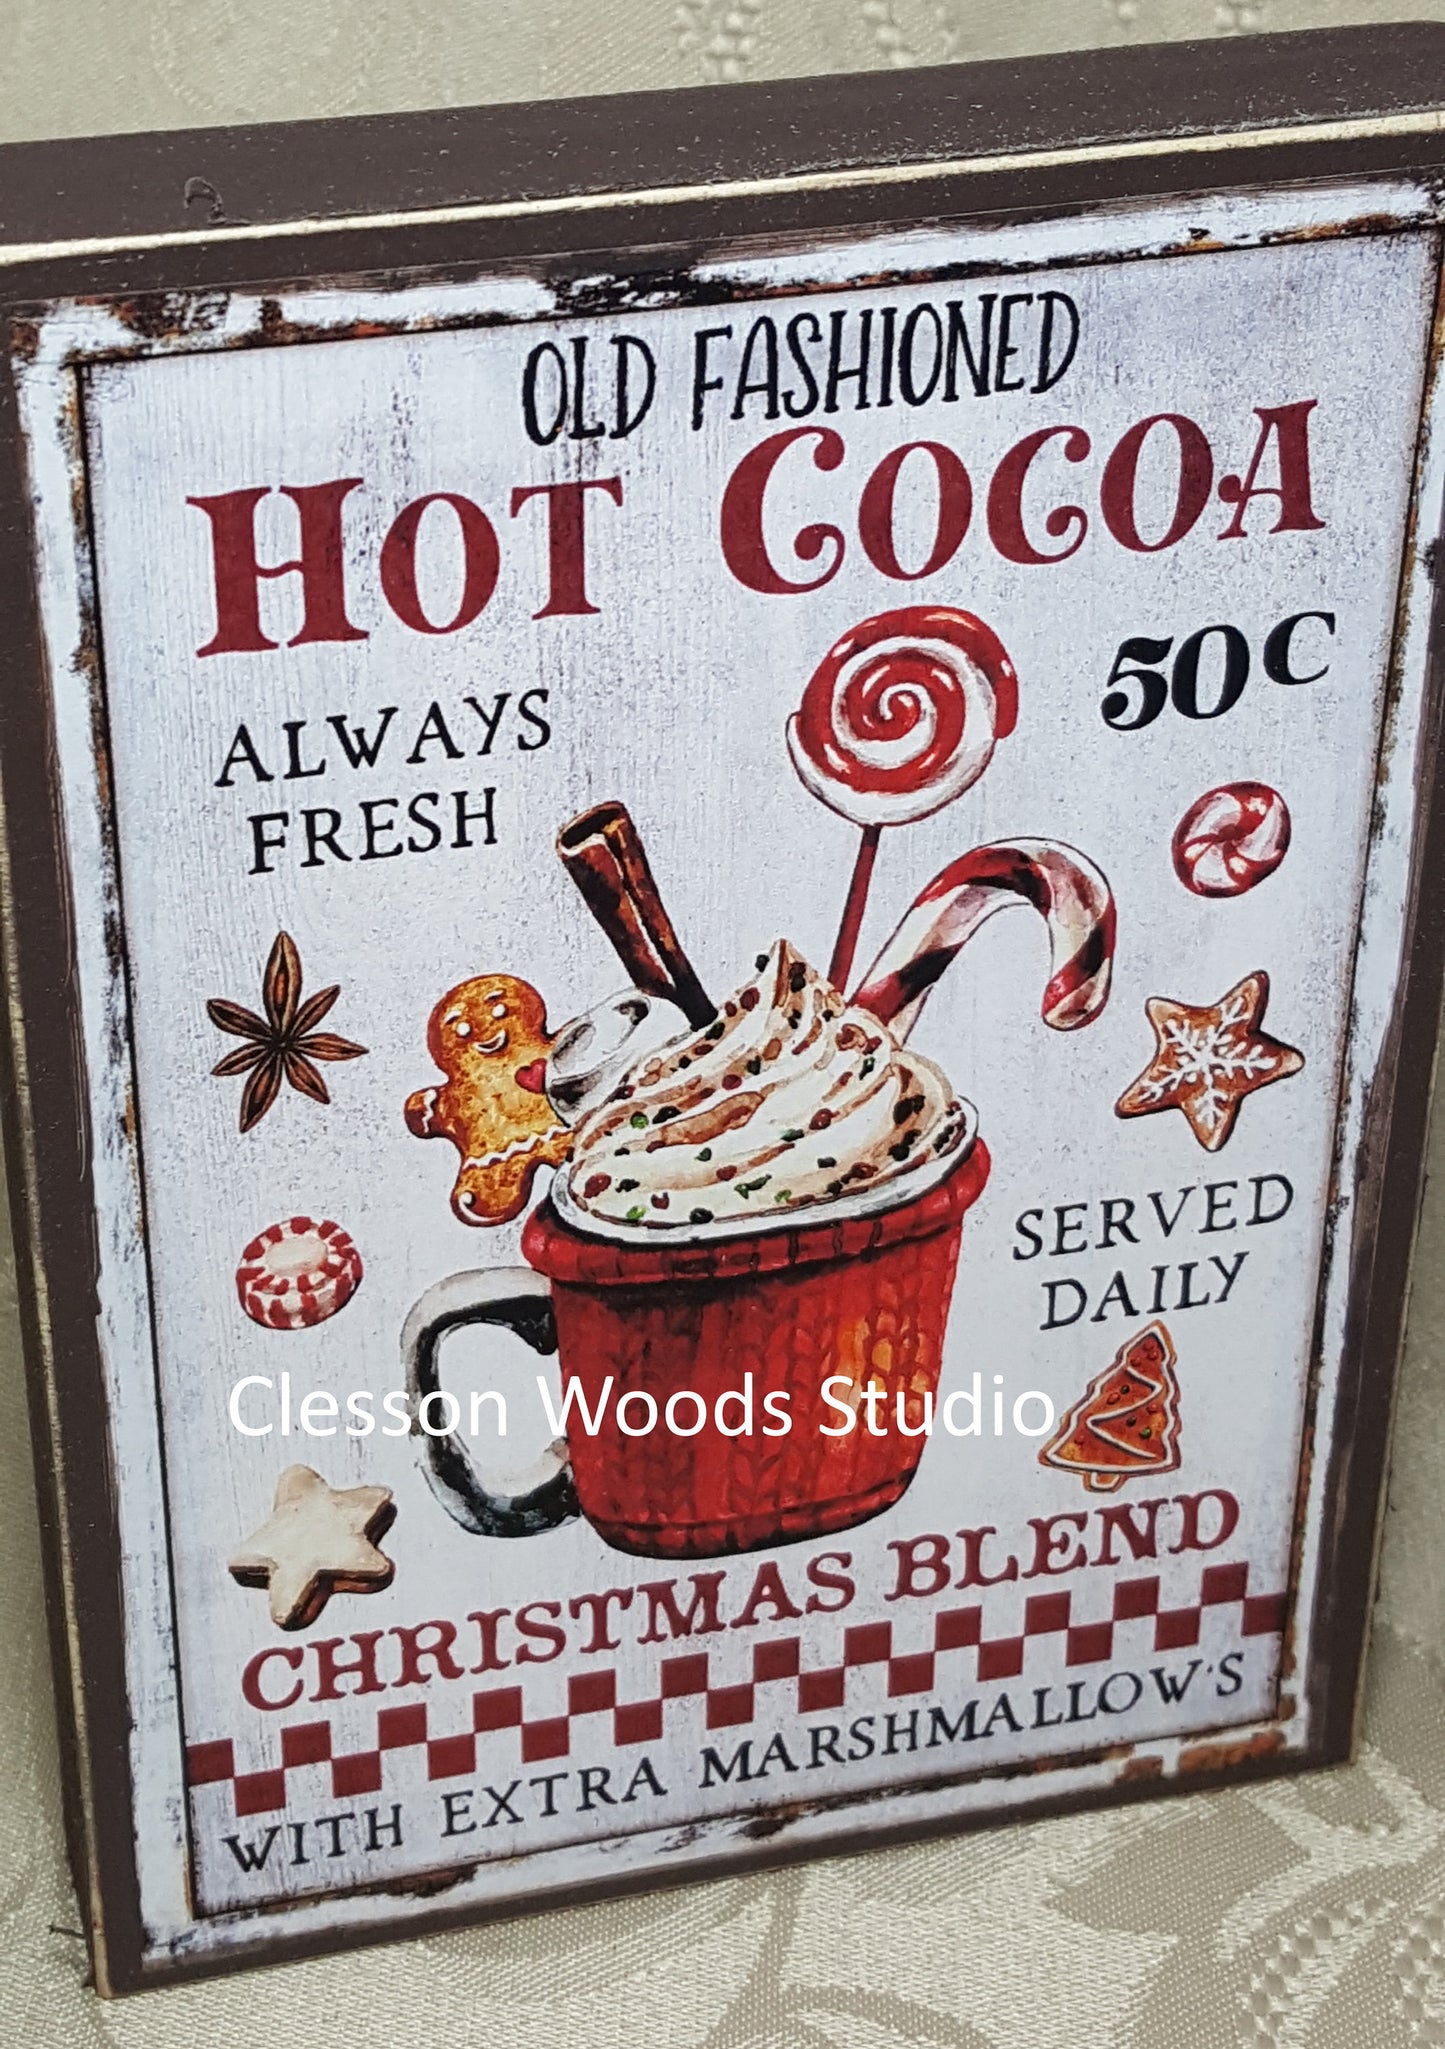 OLD FASHIONED
HOT COCOA
50C
ALWAYS
FRESH
SERVED
DAILY
Clesson Woods Studio
CHRISTMAS BLEND
WITH EXTRA MARSHMALLOW'S